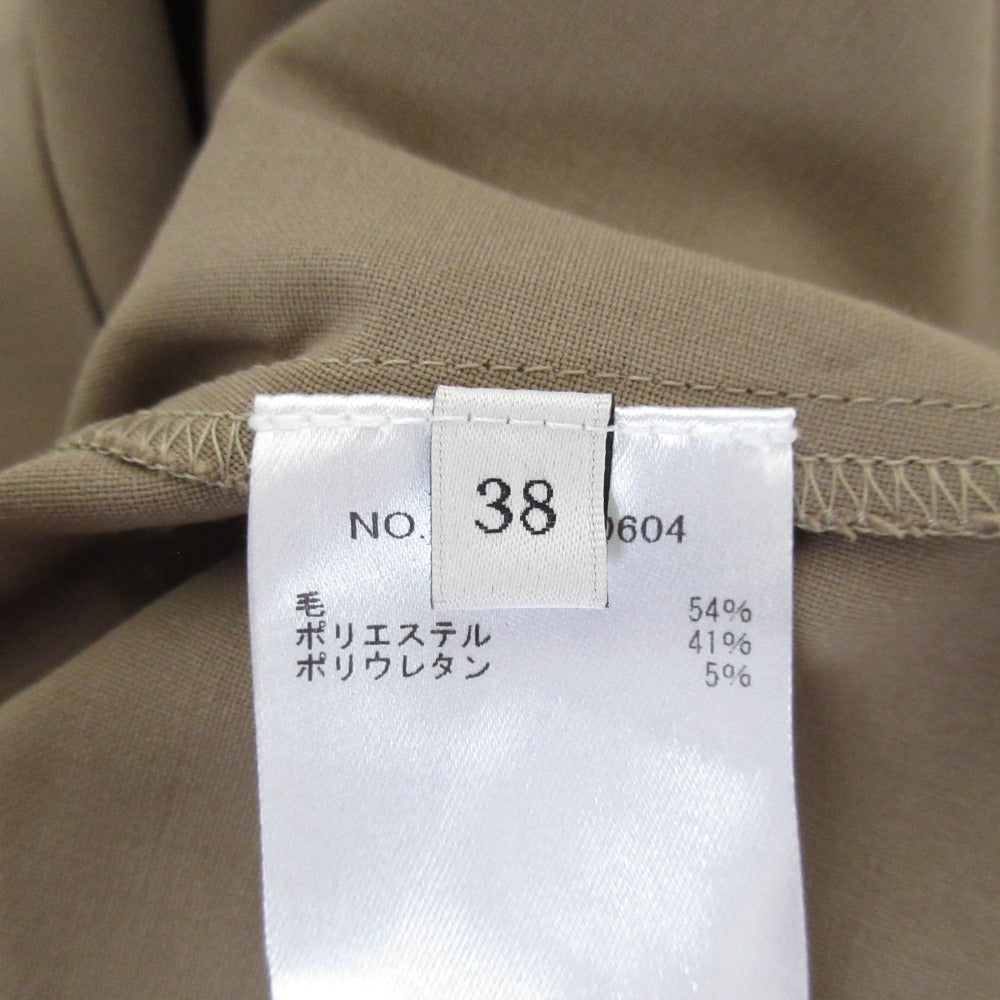 38
NO. 0604
毛 54%
ポリエステル 41%
ポリウレタン 5%